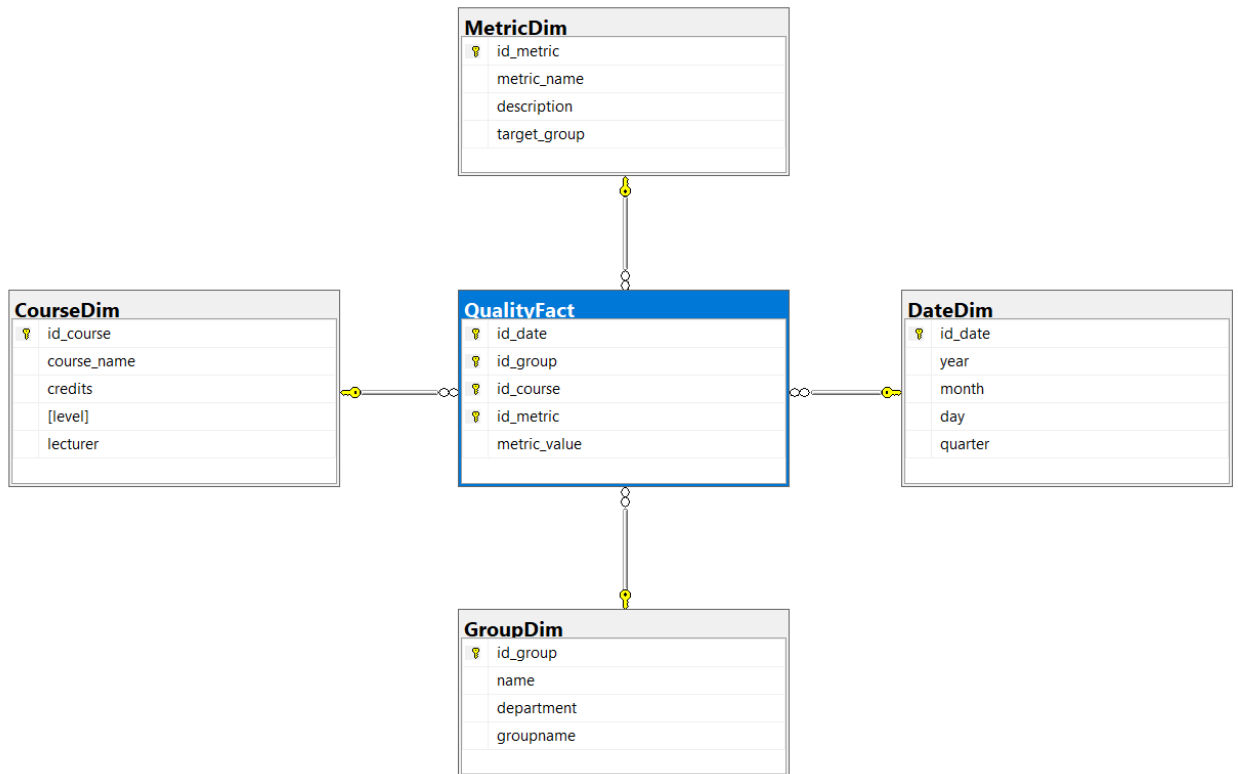 MetricDim
id_metric
metric_name
description
target_group
CourseDim
id_course
course_name
credits
[level]
lecturer
QualityFact
id_date
id_group
id_course
id_metric
metric_value
DateDim
id_date
year
month
day
quarter
GroupDim
id_group
name
department
groupname